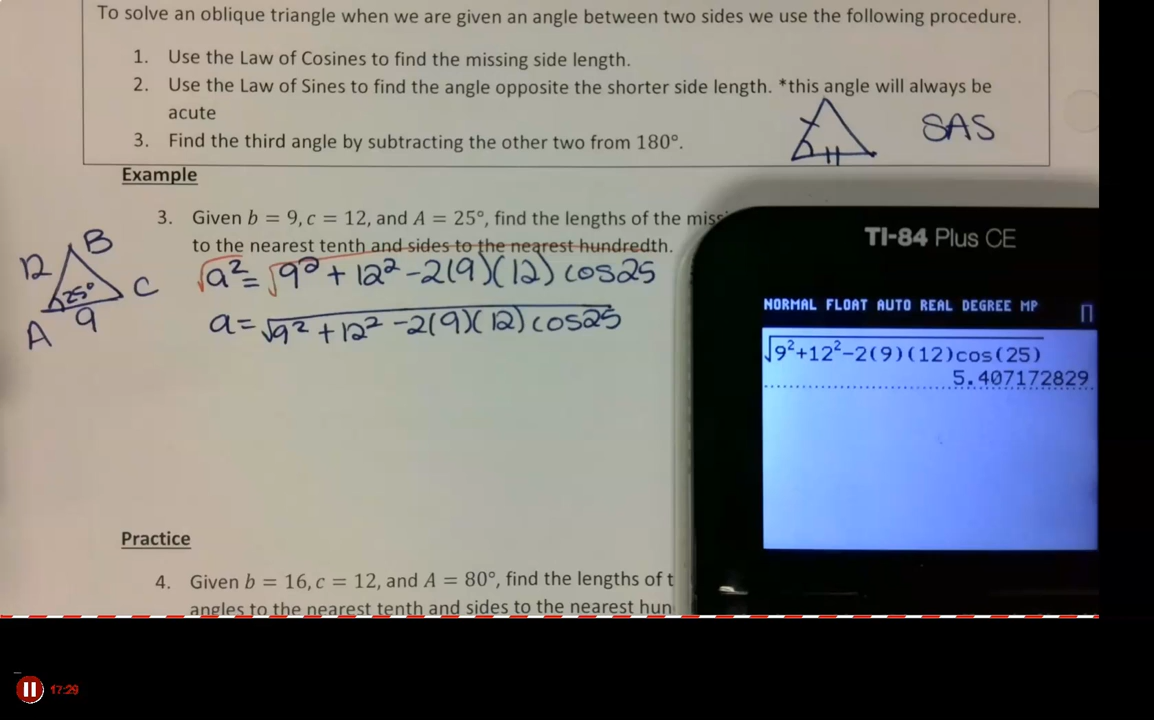 To solve an oblique triangle when we are given an angle between two sides we use the following procedure.
1. Use the Law of Cosines to find the missing side length.
2. Use the Law of Sines to find the angle opposite the shorter side length. *this angle will always be
acute
3. Find the third angle by subtracting the other two from 180°.
SAS
Example
3. Given b = 9, c = 12, and A = 25°, find the lengths of the miss
to the nearest tenth and sides to the nearest hundredth.
12
B
25°
C
A
9
√a² = √9² + 12² - 2(9)(12) cos25
a = √9² + 12² - 2(9)(12) cos25
TI-84 Plus CE
NORMAL FLOAT AUTO REAL DEGREE MP
√9²+12²-2(9)(12)cos(25)
5.407172829
Practice
4. Given b = 16, c = 12, and A = 80°, find the lengths of t
angles to the nearest tenth and sides to the nearest hun
17:29